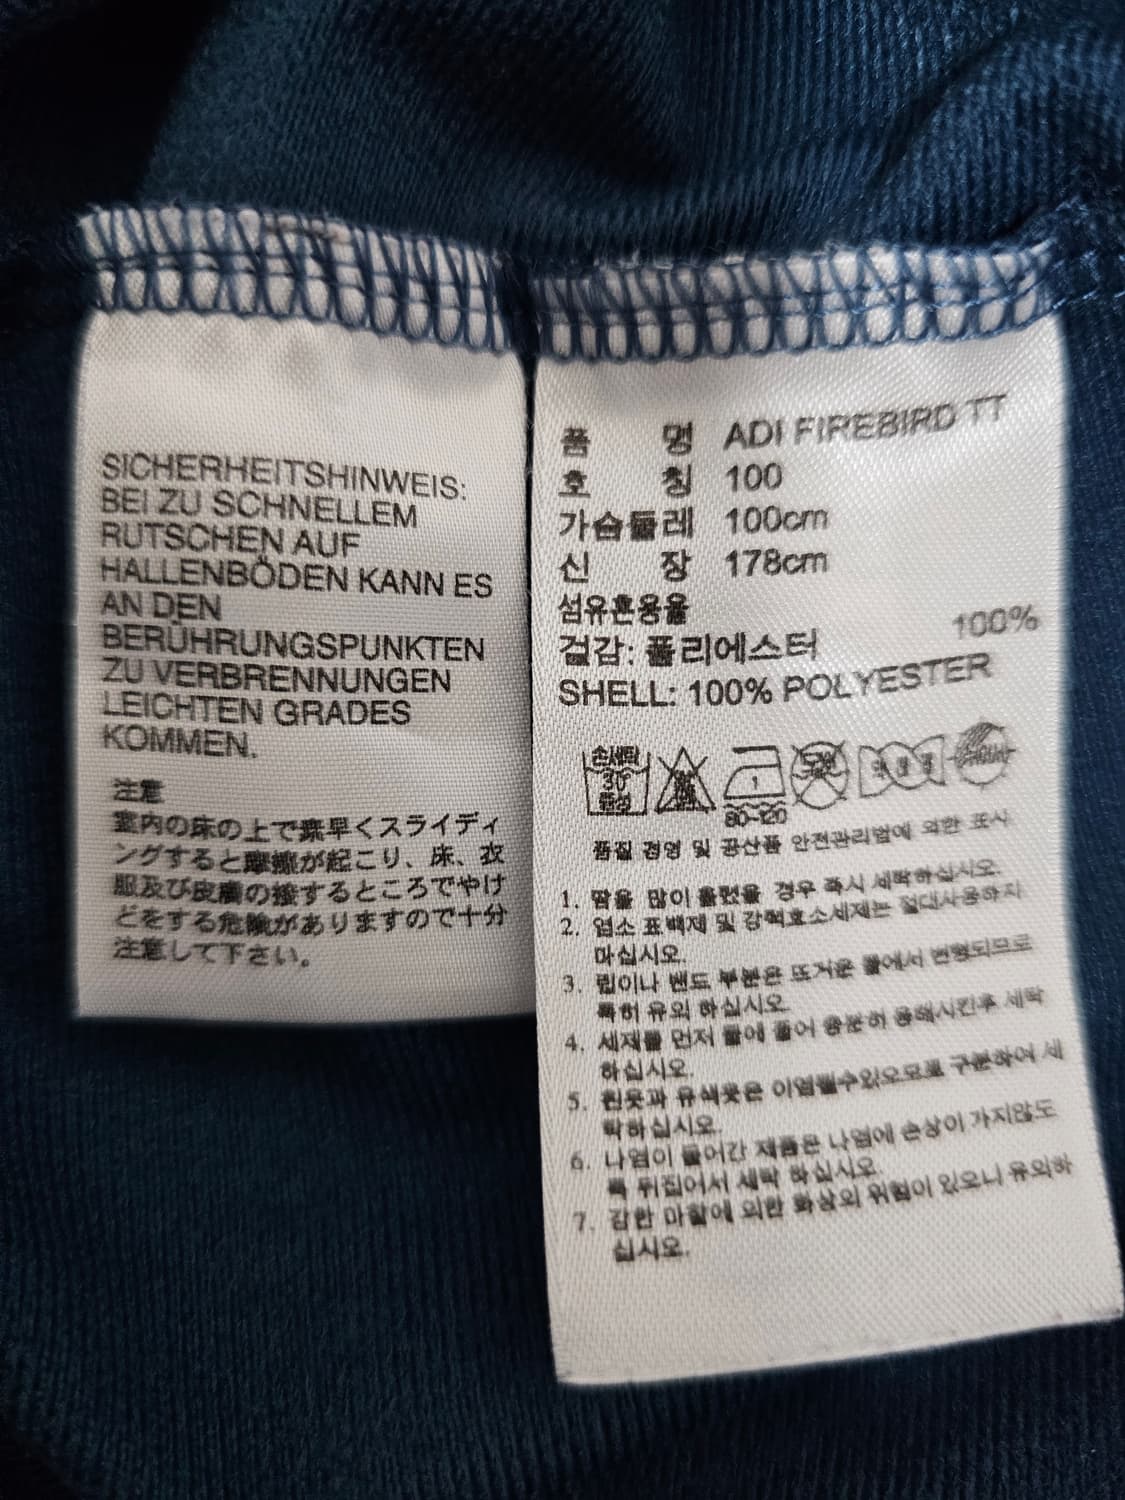 SICHERHEITSHINWEIS:
BEI ZU SCHNELLEM
RUTSCHEN AUF
HALLENBÖDEN KANN ES
AN DEN
BERÜHRUNGSPUNKTEN
ZU VERBRENNUNGEN
LEICHTEN GRADES
KOMMEN.
注意
室内の床の上で素早くスライディ
ングすると摩擦が起こり、床、衣
服及び皮膚の接するところでやけ
どをする危険がありますので十分
注意して下さい。
품 명 ADI FIREBIRD TT
호 칭 100
가슴둘레 100cm
신 장 178cm
섬유혼용율
겉감: 폴리에스터 100%
SHELL: 100% POLYESTER
손세탁
30°
중성
1
80-120
품질 경영 및 공산품 안전관리법에 의한 표시
1. 땀을 많이 흘렸을 경우 즉시 세탁하십시오.
2. 염소 표백제 및 강력효소세제는 절대사용하지
마십시오.
3. 립이나 밴드 부분은 뜨거운 물에서 변형되므로
특히 유의 하십시오.
4. 세제를 먼저 물에 풀어 충분히 용해시킨후 세탁
하십시오.
5. 흰옷과 유색옷은 이염될수있으므로 구분하여 세
탁하십시오.
6. 나염이 들어간 제품은 나염에 손상이 가지않도
록 뒤집어서 세탁 하십시오.
7. 강한 마찰에 의한 화상의 위험이 있으니 유의하
십시오.